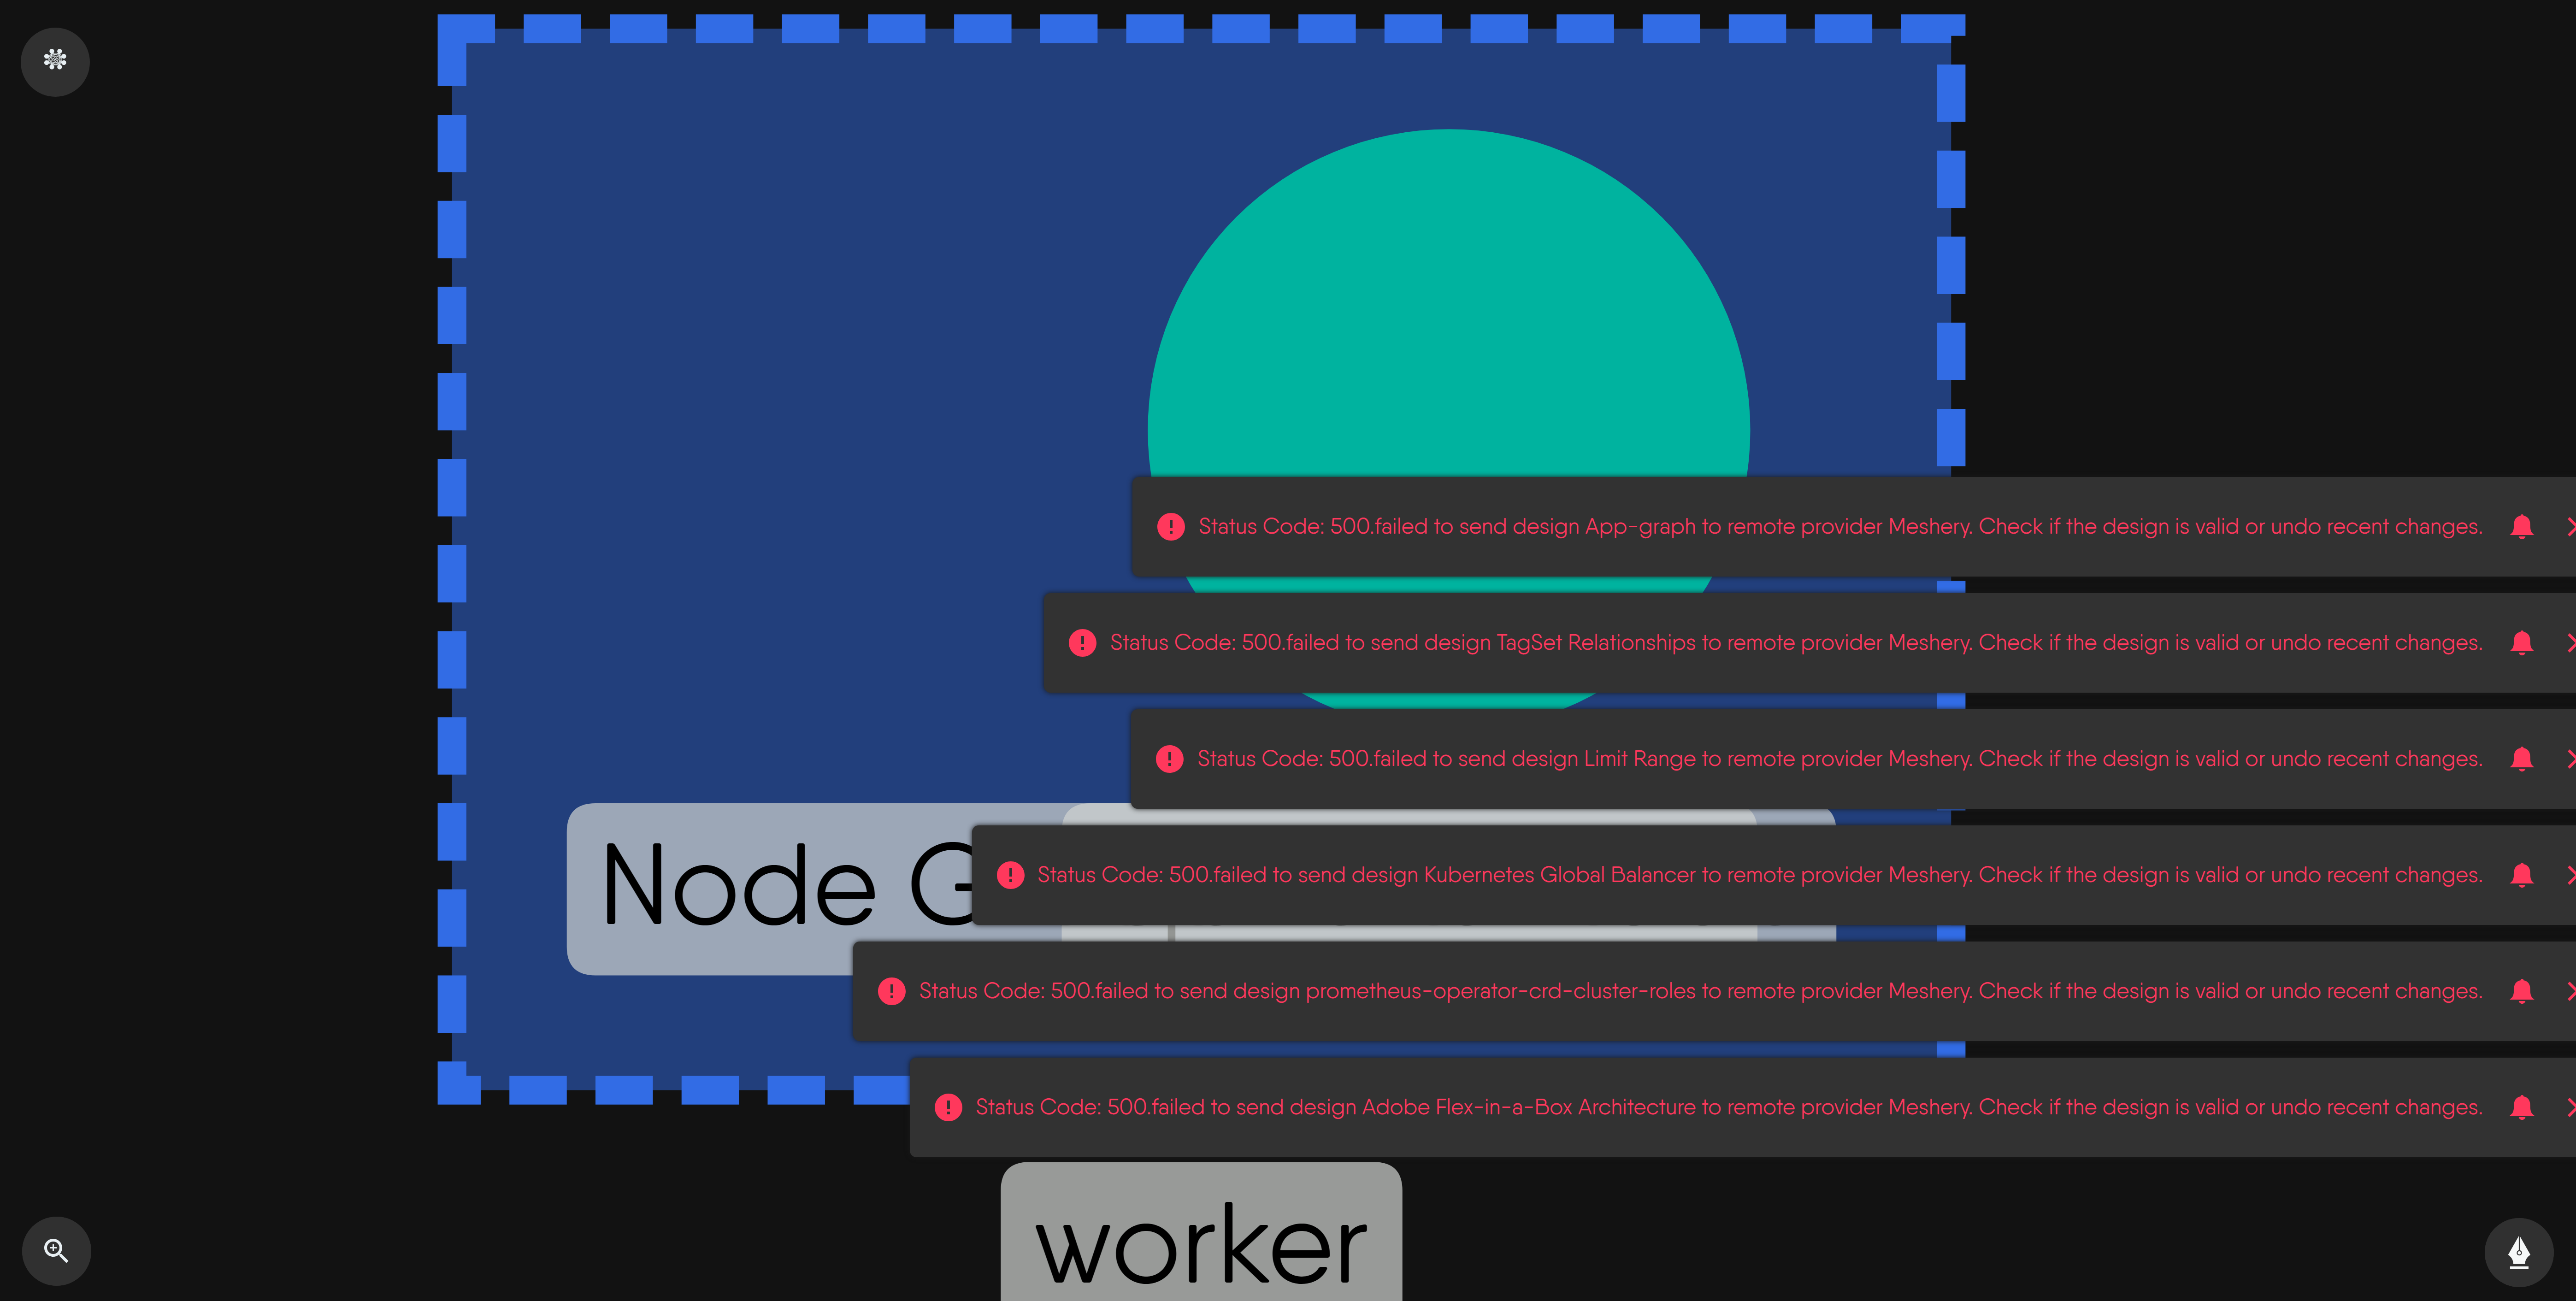 Status Code: 500.failed to send design App-graph to remote provider Meshery. Check if the design is valid or undo recent changes.
Status Code: 500.failed to send design TagSet Relationships to remote provider Meshery. Check if the design is valid or undo recent changes.
Status Code: 500.failed to send design Limit Range to remote provider Meshery. Check if the design is valid or undo recent changes.
Node
Status Code: 500.failed to send design Kubernetes Global Balancer to remote provider Meshery. Check if the design is valid or undo recent changes.
Status Code: 500.failed to send design prometheus-operator-crd-cluster-roles to remote provider Meshery. Check if the design is valid or undo recent changes.
Status Code: 500.failed to send design Adobe Flex-in-a-Box Architecture to remote provider Meshery. Check if the design is valid or undo recent changes.
worker